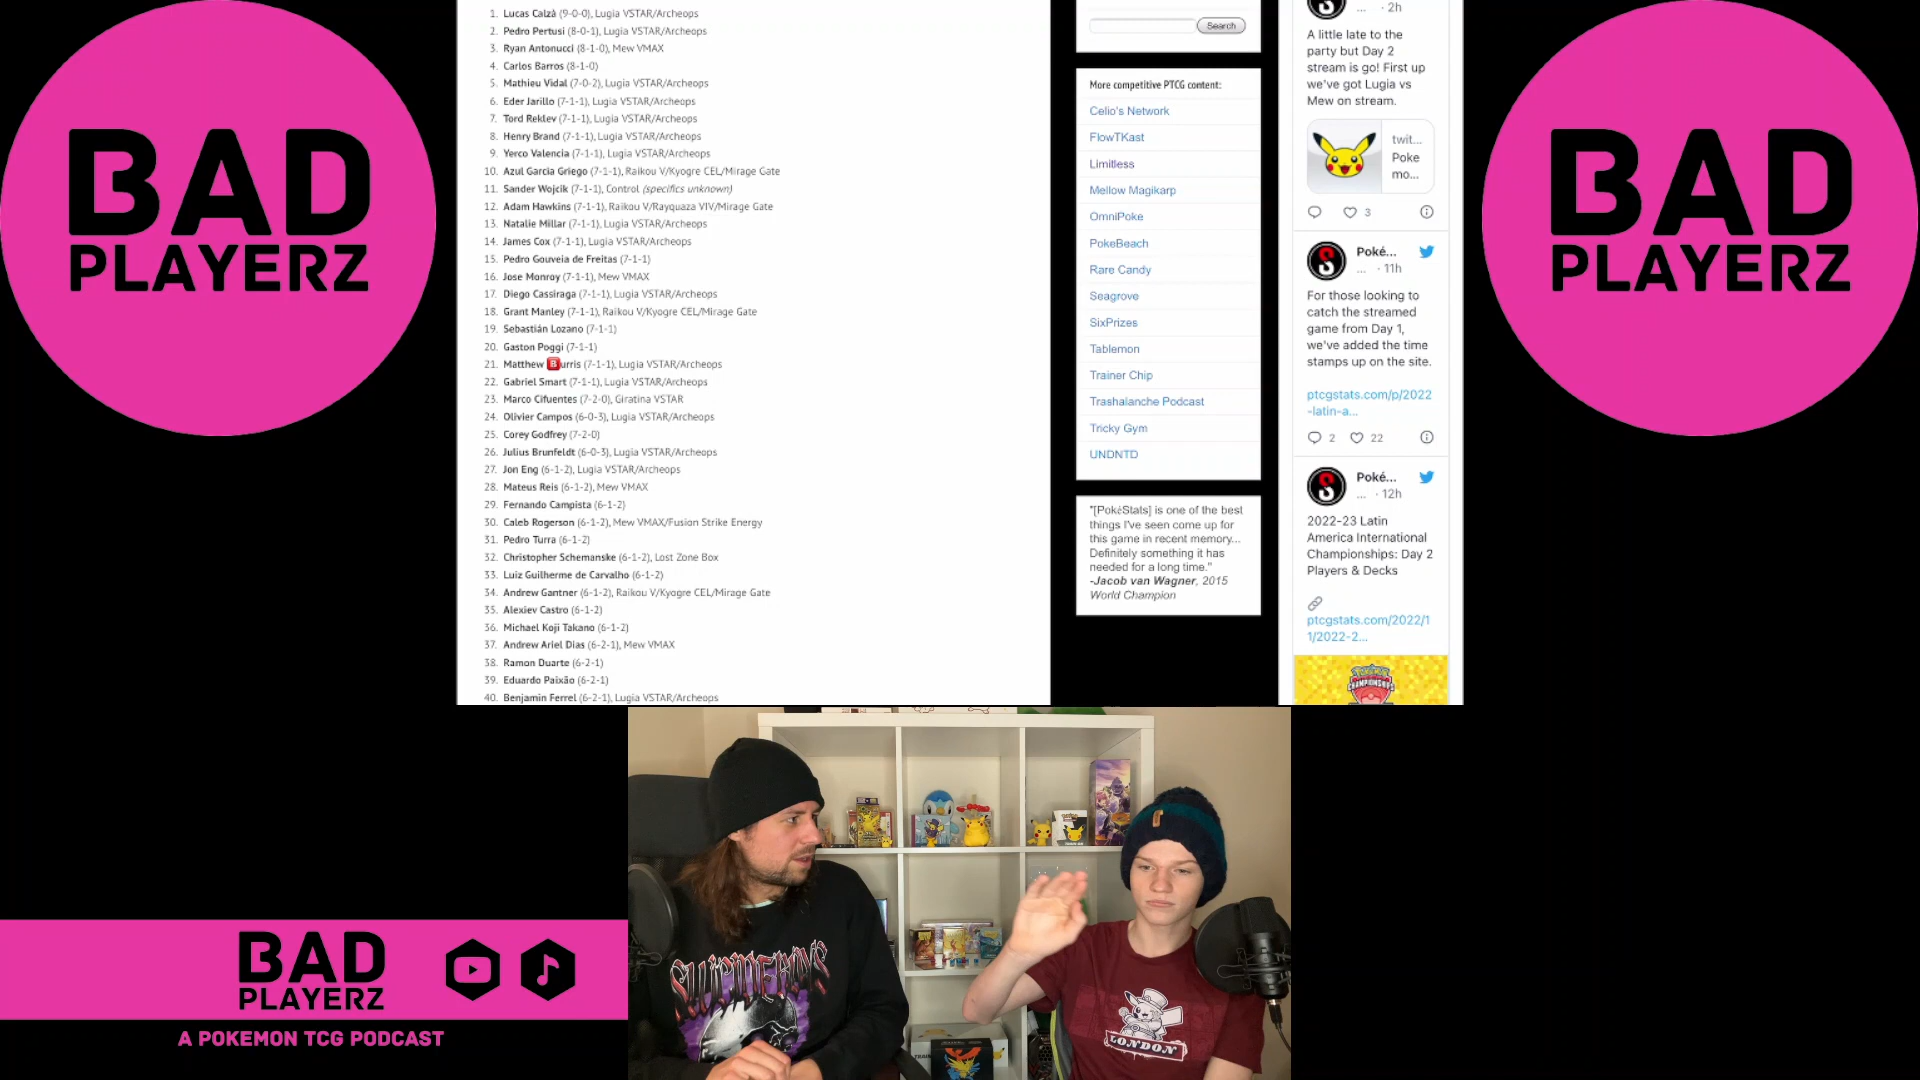 BAD
PLAYERZ
1. Lucas Calzà (9-0-0), Lugia VSTAR/Archeops
2. Pedro Pertusi (8-0-1), Lugia VSTAR/Archeops
3. Ryan Antonucci (8-1-0), Mew VMAX
4. Carlos Barros (8-1-0)
5. Mathieu Vidal (7-0-2), Lugia VSTAR/Archeops
6. Eder Jarillo (7-1-1), Lugia VSTAR/Archeops
7. Tord Reklev (7-1-1), Lugia VSTAR/Archeops
8. Henry Brand (7-1-1), Lugia VSTAR/Archeops
9. Yerco Valencia (7-1-1), Lugia VSTAR/Archeops
10. Azul Garcia Griego (7-1-1), Raikou V/Kyogre CEL/Mirage Gate
11. Sander Wojcik (7-1-1), Control (specifics unknown)
12. Adam Hawkins (7-1-1), Raikou V/Rayquaza VIV/Mirage Gate
13. Natalie Millar (7-1-1), Lugia VSTAR/Archeops
14. James Cox (7-1-1), Lugia VSTAR/Archeops
15. Pedro Gouveia de Freitas (7-1-1)
16. Jose Monroy (7-1-1), Mew VMAX
17. Diego Cassiraga (7-1-1), Lugia VSTAR/Archeops
18. Grant Manley (7-1-1), Raikou V/Kyogre CEL/Mirage Gate
19. Sebastián Lozano (7-1-1)
20. Gaston Poggi (7-1-1)
21. Matthew 🅱urris (7-1-1), Lugia VSTAR/Archeops
22. Gabriel Smart (7-1-1), Lugia VSTAR/Archeops
23. Marco Cifuentes (7-2-0), Giratina VSTAR
24. Olivier Campos (6-0-3), Lugia VSTAR/Archeops
25. Corey Godfrey (7-2-0)
26. Julius Brunfeldt (6-0-3), Lugia VSTAR/Archeops
27. Jon Eng (6-1-2), Lugia VSTAR/Archeops
28. Mateus Reis (6-1-2), Mew VMAX
29. Fernando Campista (6-1-2)
30. Caleb Rogerson (6-1-2), Mew VMAX/Fusion Strike Energy
31. Pedro Turra (6-1-2)
32. Christopher Schemanske (6-1-2), Lost Zone Box
33. Luiz Guilherme de Carvalho (6-1-2)
34. Andrew Gantner (6-1-2), Raikou V/Kyogre CEL/Mirage Gate
35. Alexiev Castro (6-1-2)
36. Michael Koji Takano (6-1-2)
37. Andrew Ariel Dias (6-2-1), Mew VMAX
38. Ramon Duarte (6-2-1)
39. Eduardo Paixão (6-2-1)
40. Benjamin Ferrel (6-2-1), Lugia VSTAR/Archeops
Search
More competitive PTCG content:
Celio's Network
FlowTKast
Limitless
Mellow Magikarp
OmniPoke
PokeBeach
Rare Candy
Seagrove
SixPrizes
Tablemon
Trainer Chip
Trashalanche Podcast
Tricky Gym
UNDNTD
"[PokéStats] is one of the best
things I've seen come up for
this game in recent memory...
Definitely something it has
needed for a long time."
-Jacob van Wagner, 2015
World Champion
... · 2h
A little late to the
party but Day 2
stream is go! First up
we've got Lugia vs
Mew on stream.
twit...
Poke
mo...
3
Poké...
... · 11h
For those looking to
catch the streamed
game from Day 1,
we've added the time
stamps up on the site.
ptcgstats.com/p/2022
-latin-a...
2 22
Poké...
... · 12h
2022-23 Latin
America International
Championships: Day 2
Players & Decks
ptcgstats.com/2022/1
1/2022-2...
BAD
PLAYERZ
BAD
PLAYERZ
A POKEMON TCG PODCAST
LONDON